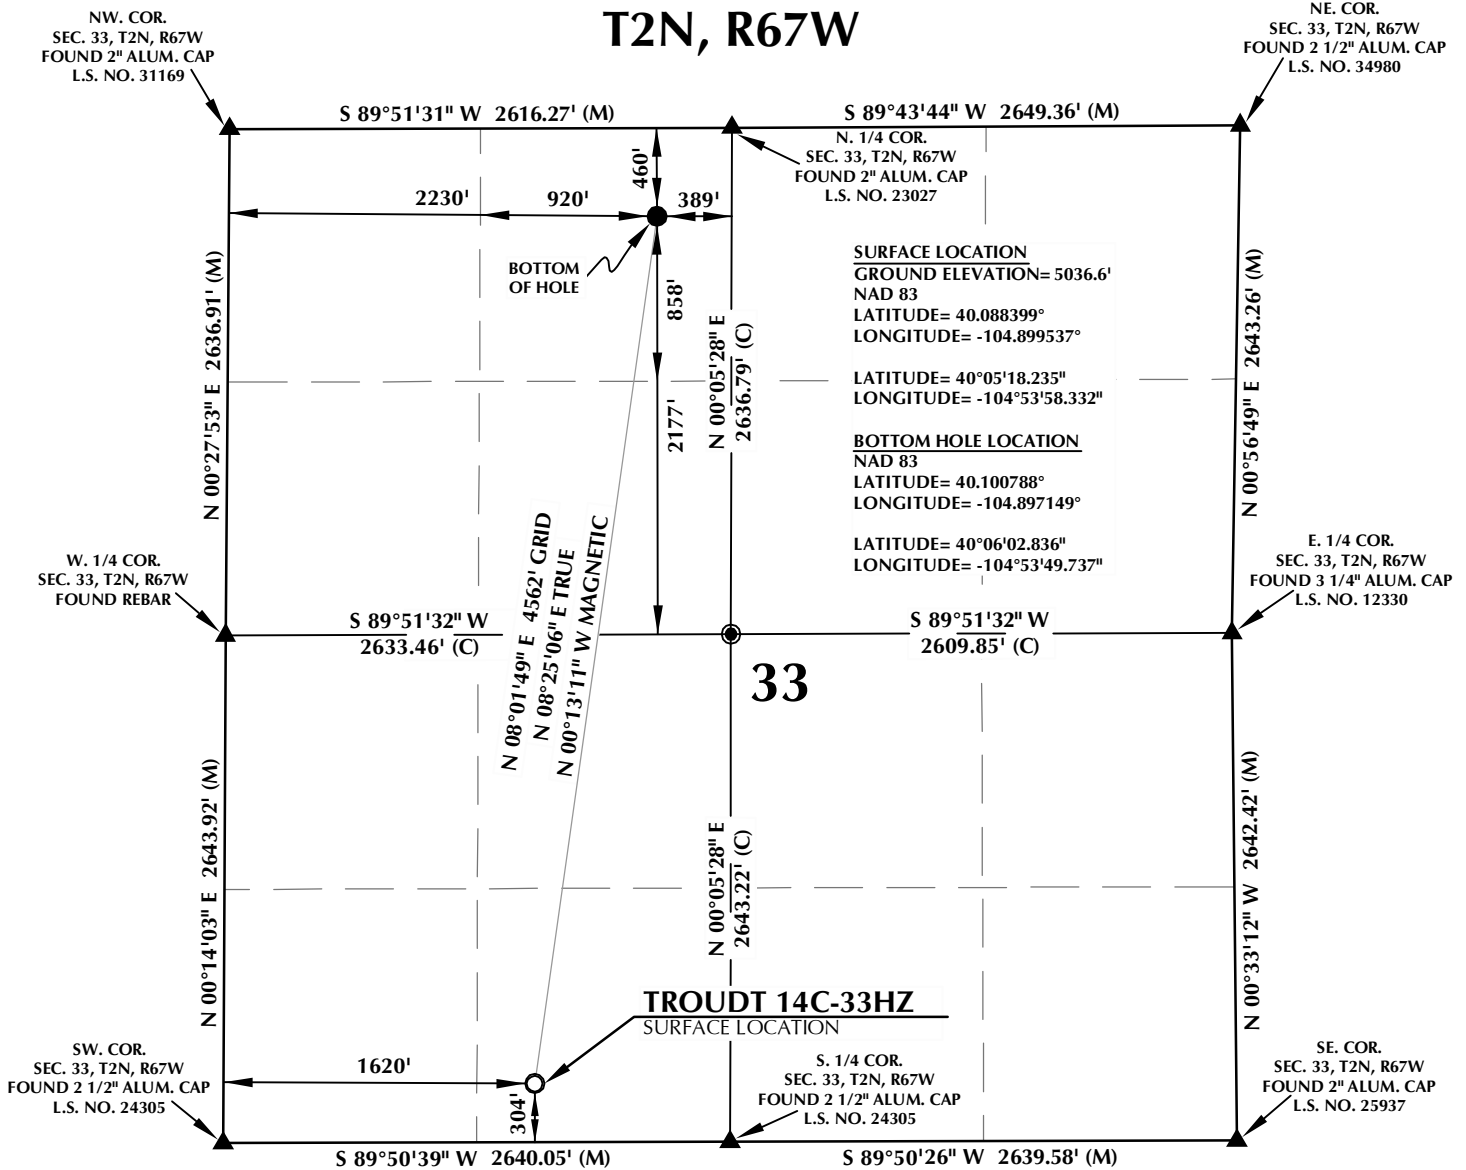 T2N, R67W
NW. COR.
SEC. 33, T2N, R67W
FOUND 2" ALUM. CAP
L.S. NO. 31169
NE. COR.
SEC. 33, T2N, R67W
FOUND 2 1/2" ALUM. CAP
L.S. NO. 34980
S 89°51'31" W 2616.27' (M)
S 89°43'44" W 2649.36' (M)
N. 1/4 COR.
SEC. 33, T2N, R67W
FOUND 2" ALUM. CAP
L.S. NO. 23027
460'
2230'
920'
389'
BOTTOM
OF HOLE
858'
2177'
SURFACE LOCATION
GROUND ELEVATION= 5036.6'
NAD 83
LATITUDE= 40.088399°
LONGITUDE= -104.899537°
LATITUDE= 40°05'18.235"
LONGITUDE= -104°53'58.332"
BOTTOM HOLE LOCATION
NAD 83
LATITUDE= 40.100788°
LONGITUDE= -104.897149°
LATITUDE= 40°06'02.836"
LONGITUDE= -104°53'49.737"
N 00°27'53" E 2636.91' (M)
N 00°05'28" E
2636.79' (C)
N 00°56'49" E 2643.26' (M)
W. 1/4 COR.
SEC. 33, T2N, R67W
FOUND REBAR
E. 1/4 COR.
SEC. 33, T2N, R67W
FOUND 3 1/4" ALUM. CAP
L.S. NO. 12330
S 89°51'32" W
2633.46' (C)
S 89°51'32" W
2609.85' (C)
N 08°01'49" E 4562' GRID
N 08°25'06" E TRUE
N 00°13'11" W MAGNETIC
33
N 00°14'03" E 2643.92' (M)
N 00°05'28" E
2643.22' (C)
N 00°33'12" W 2642.42' (M)
TROUDT 14C-33HZ
SURFACE LOCATION
1620'
304'
SW. COR.
SEC. 33, T2N, R67W
FOUND 2 1/2" ALUM. CAP
L.S. NO. 24305
S. 1/4 COR.
SEC. 33, T2N, R67W
FOUND 2 1/2" ALUM. CAP
L.S. NO. 24305
SE. COR.
SEC. 33, T2N, R67W
FOUND 2" ALUM. CAP
L.S. NO. 25937
S 89°50'39" W 2640.05' (M)
S 89°50'26" W 2639.58' (M)